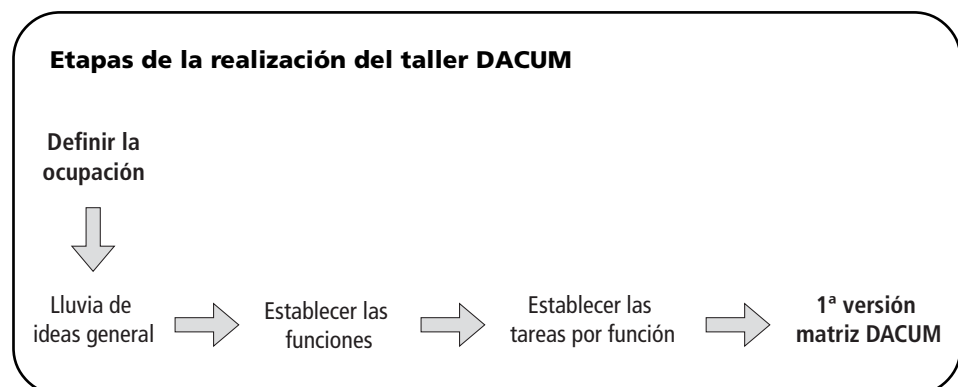 Etapas de la realización del taller DACUM
Definir la
ocupación
Lluvia de
ideas general
Establecer las
funciones
Establecer las
tareas por función
1ª versión
matriz DACUM